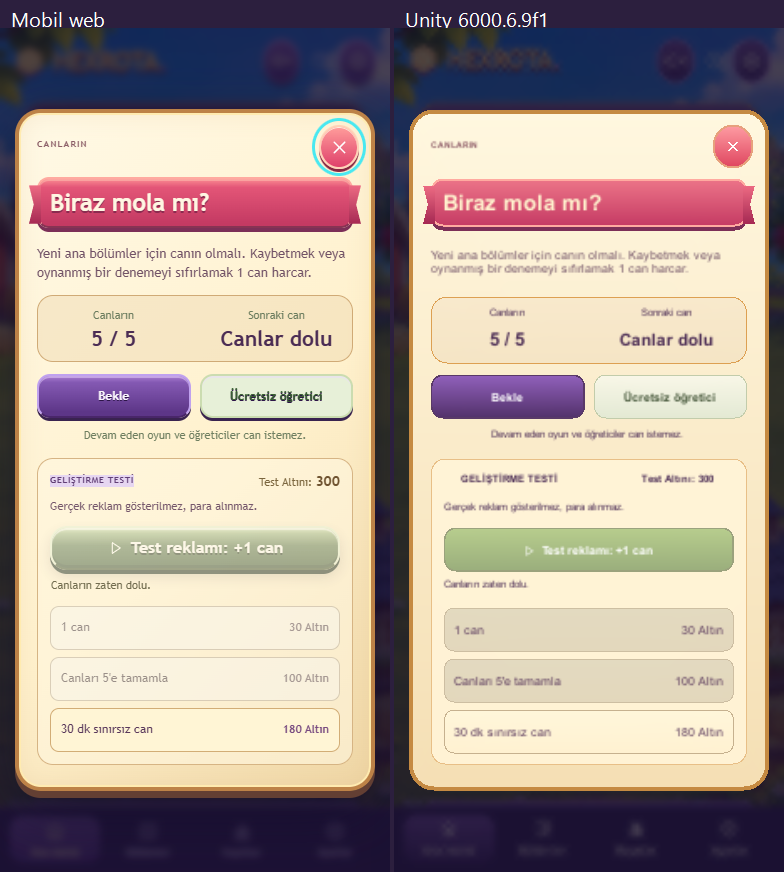 Mobil web
HEXROTA
CANLARIN
Biraz mola mı?
Yeni ana bölümler için canın olmalı. Kaybetmek veya
oynanmış bir denemeyi sıfırlamak 1 can harcar.
Canların
Sonraki can
5 / 5
Canlar dolu
Bekle
Ücretsiz öğretici
Devam eden oyun ve öğreticiler can istemez.
GELİŞTİRME TESTİ
Test Altını: 300
Gerçek reklam gösterilmez, para alınmaz.
Test reklamı: +1 can
Canların zaten dolu.
1 can
30 Altın
Canları 5'e tamamla
100 Altın
30 dk sınırsız can
180 Altın
Unity 6000.6.9f1
HEXROTA
CANLARIN
Biraz mola mı?
Yeni ana bölümler için canın olmalı. Kaybetmek veya
oynanmış bir denemeyi sıfırlamak 1 can harcar.
Canların
Sonraki can
5 / 5
Canlar dolu
Bekle
Ücretsiz öğretici
Devam eden oyun ve öğreticiler can istemez.
GELİŞTİRME TESTİ
Test Altını: 300
Gerçek reklam gösterilmez, para alınmaz.
Test reklamı: +1 can
Canların zaten dolu.
1 can
30 Altın
Canları 5'e tamamla
100 Altın
30 dk sınırsız can
180 Altın